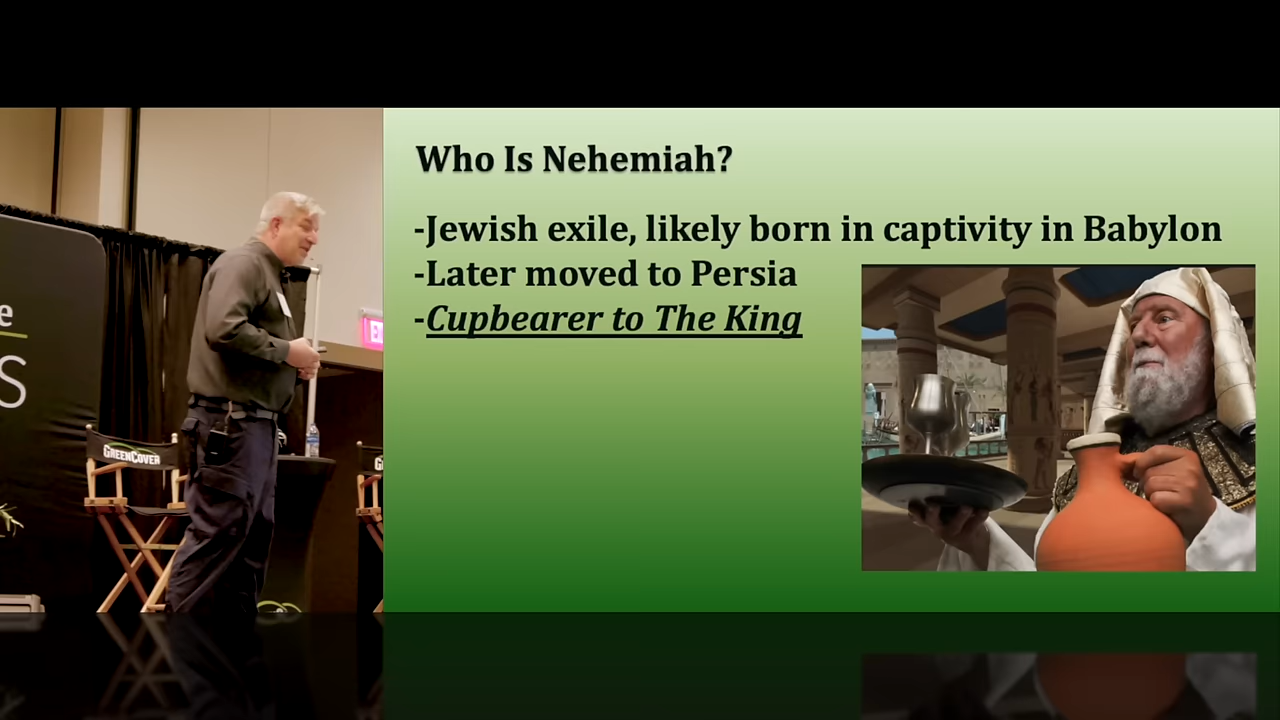 e
S
GREENCOVER
G
E
Who Is Nehemiah?
-Jewish exile, likely born in captivity in Babylon
-Later moved to Persia
-Cupbearer to The King